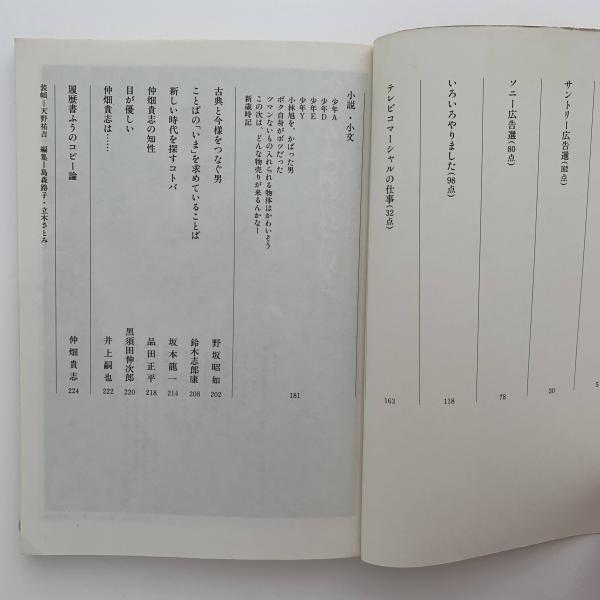 サントリー広告選(102点)
30
ソニー広告選(80点)
78
いろいろやりました(98点)
118
テレビコマーシャルの仕事(32点)
163
小説・小文
181
少年A
少年D
少年E
少年Y
小林旭を、かばった男
ボク自身がボツだった
ツマンないもの入れられる物体はかわいそう
この次は、どんな物売りが来るんかなー
新歳時記
古典と今様をつなぐ男 野坂昭如 202
ことばの「いま」を求めていることば 鈴木志郎康 208
新しい時代を探すコトバ 坂本龍一 214
仲畑貴志の知性 品田正平 218
目が優しい 黒須田伸次郎 220
仲畑貴志は…… 井上嗣也 222
履歴書ふうのコピー論 仲畑貴志 224
装幀＝天野祐吉 編集＝島森路子・立木さとみ